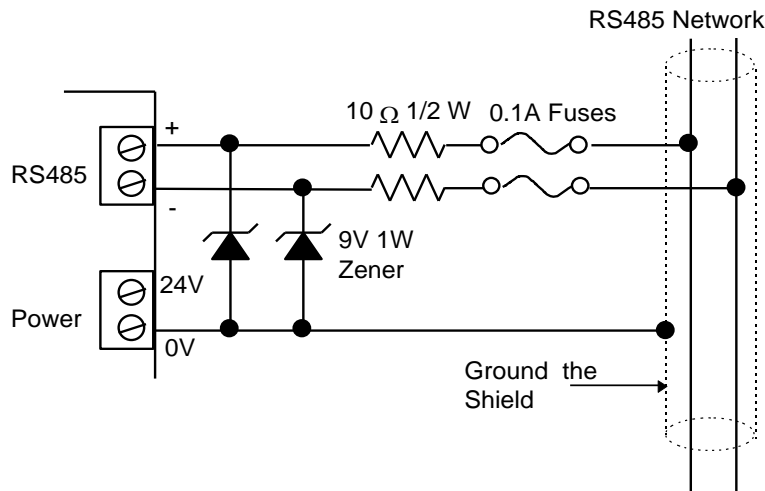 RS485 Network
10 Ω 1/2 W 0.1A Fuses
+
RS485
-
9V 1W
Zener
24V
Power
0V
Ground the
Shield